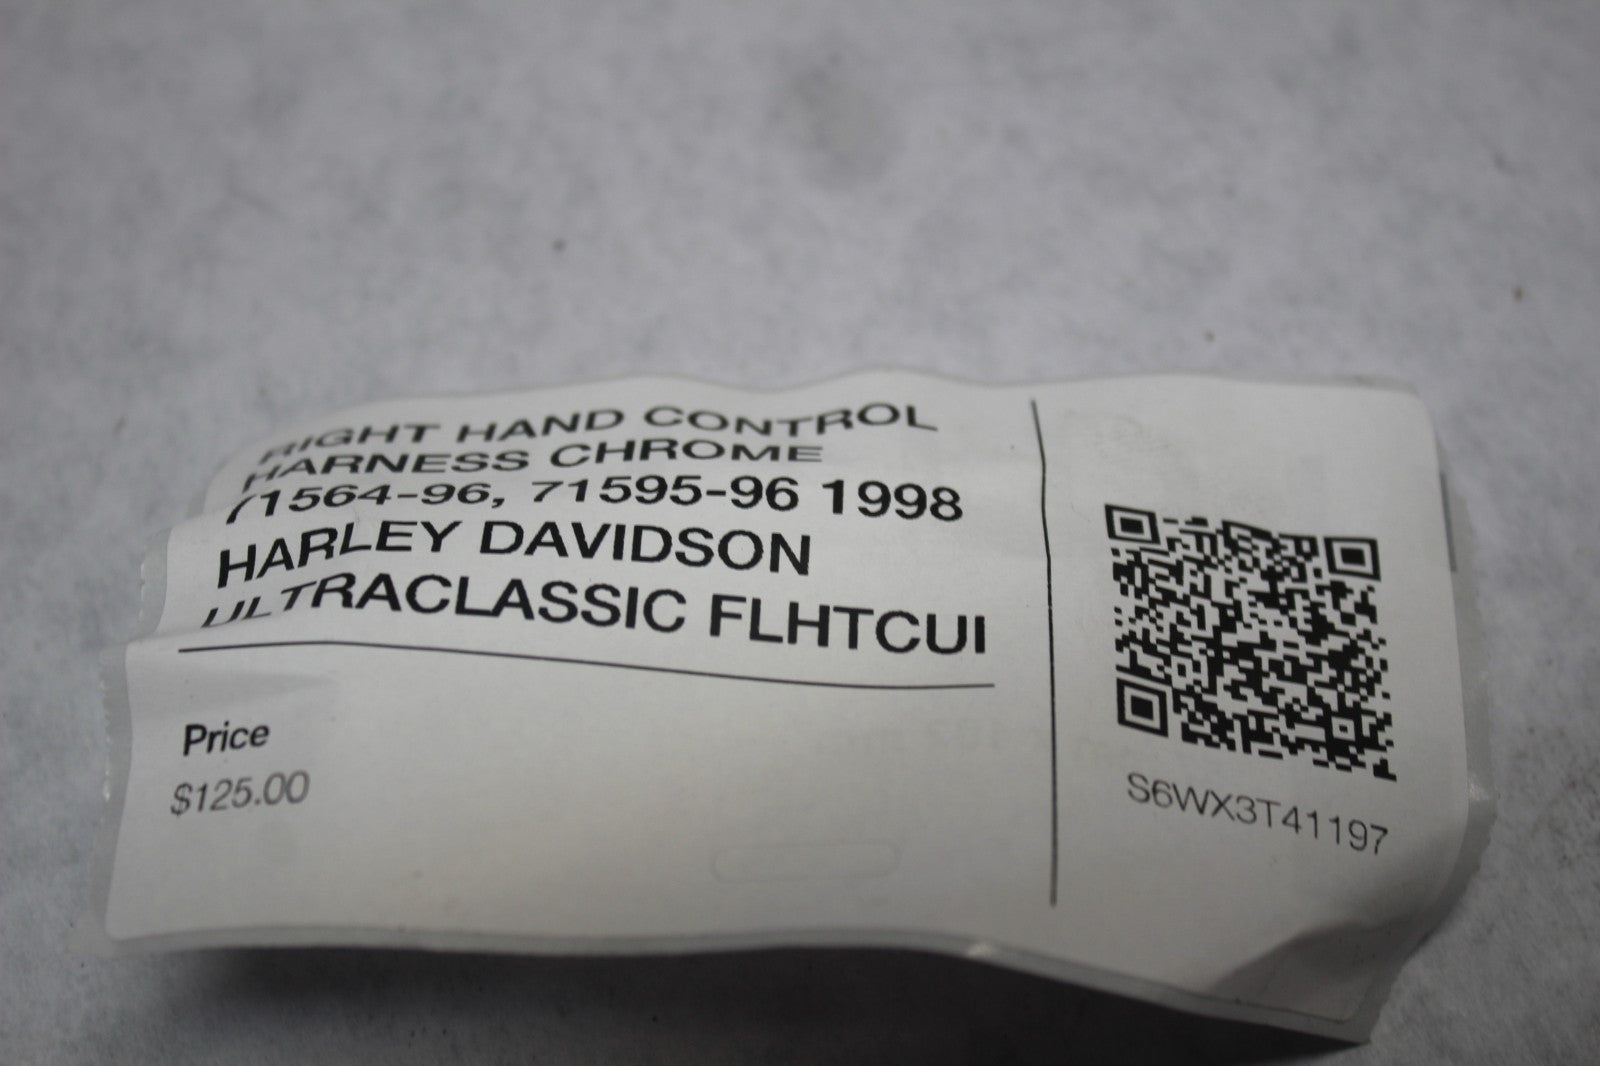 RIGHT HAND CONTROL
HARNESS CHROME
71564-96, 71595-96 1998
HARLEY DAVIDSON
ULTRACLASSIC FLHTCUI
Price
$125.00
S6WX3T41197